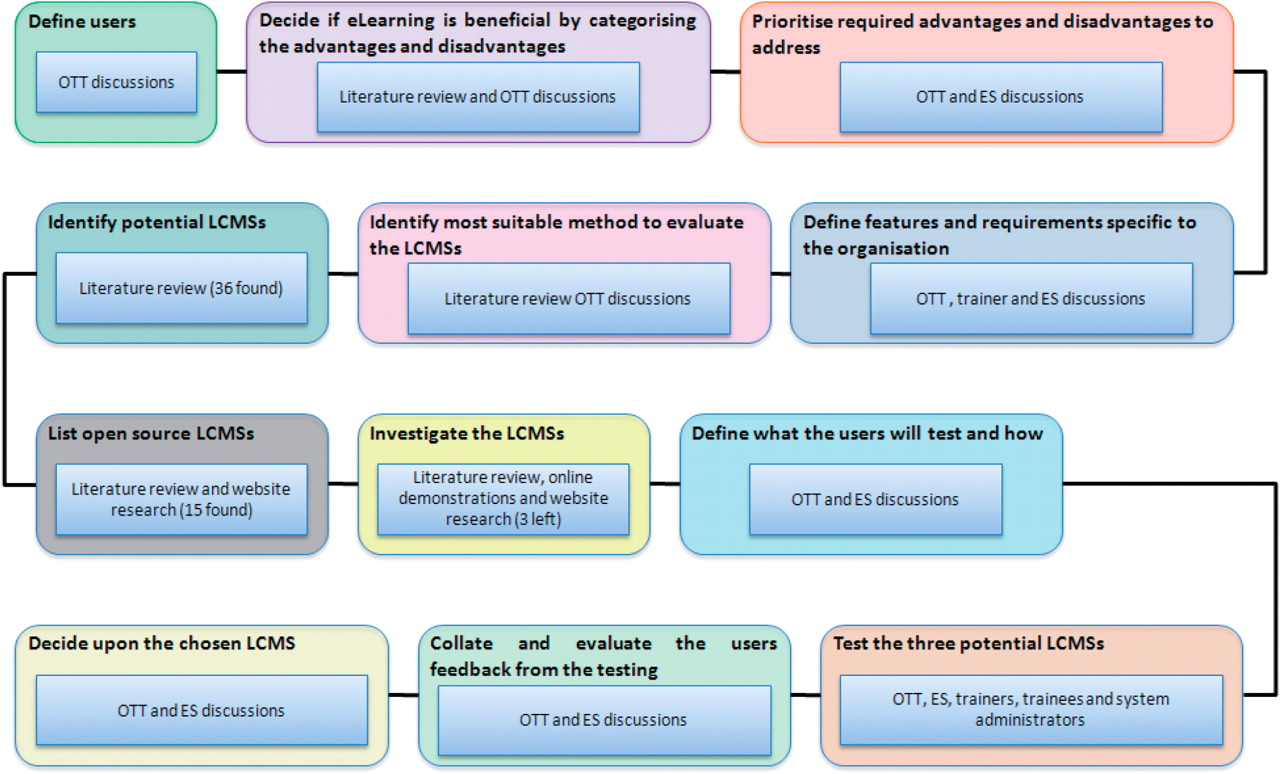 Define users
OTT discussions
Decide if eLearning is beneficial by categorising
the advantages and disadvantages
Literature review and OTT discussions
Prioritise required advantages and disadvantages to
address
OTT and ES discussions
Define features and requirements specific to
the organisation
OTT , trainer and ES discussions
Identify most suitable method to evaluate
the LCMSs
Literature review OTT discussions
Identify potential LCMSs
Literature review (36 found)
List open source LCMSs
Literature review and website
research (15 found)
Investigate the LCMSs
Literature review, online
demonstrations and website
research (3 left)
Define what the users will test and how
OTT and ES discussions
Test the three potential LCMSs
OTT, ES, trainers, trainees and system
administrators
Collate and evaluate the users
feedback from the testing
OTT and ES discussions
Decide upon the chosen LCMS
OTT and ES discussions